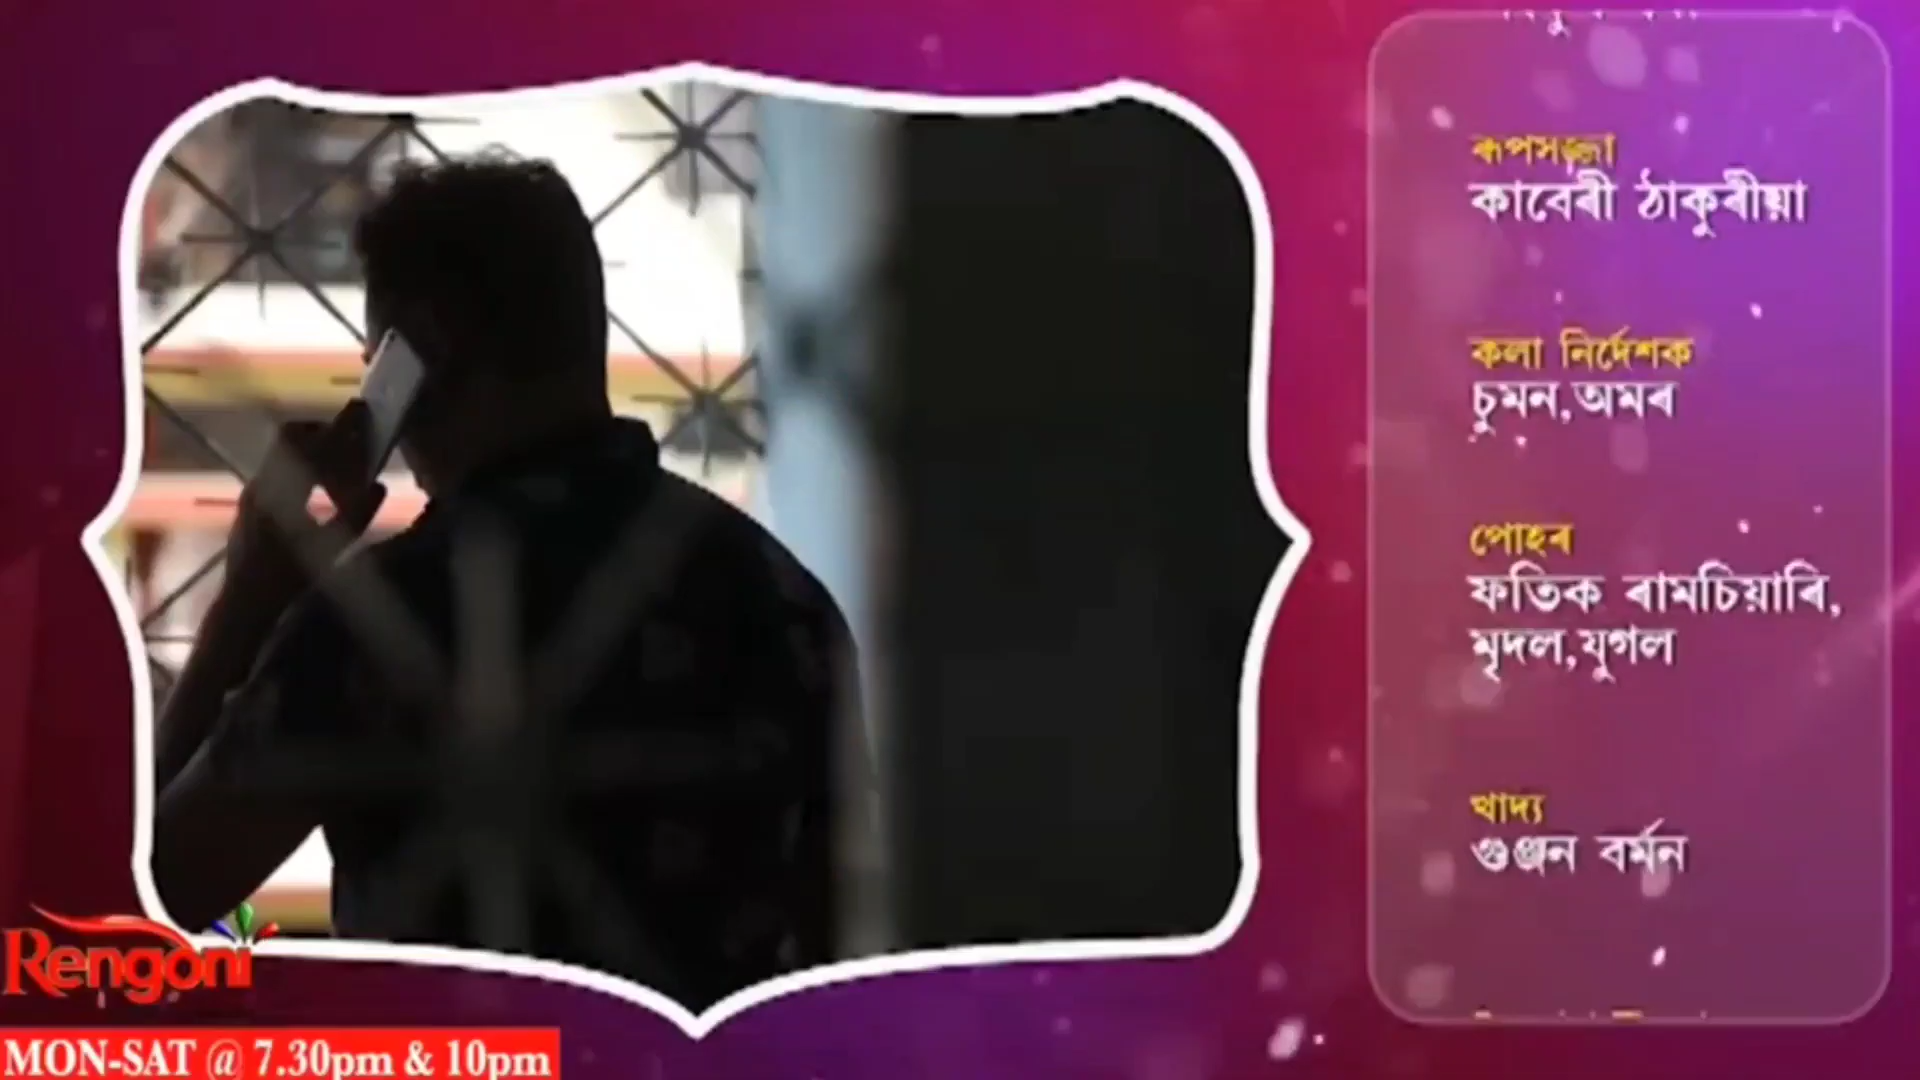 ৰূপসজ্জা
কাবেৰী ঠাকুৰীয়া
কলা নিৰ্দেশক
চুমন,অমৰ
পোহৰ
ফতিক ৰামচিয়াৰি,
মৃদল,যুগল
খাদ্য
গুঞ্জন বৰ্মন
Rengoni
MON-SAT @ 7.30pm & 10pm